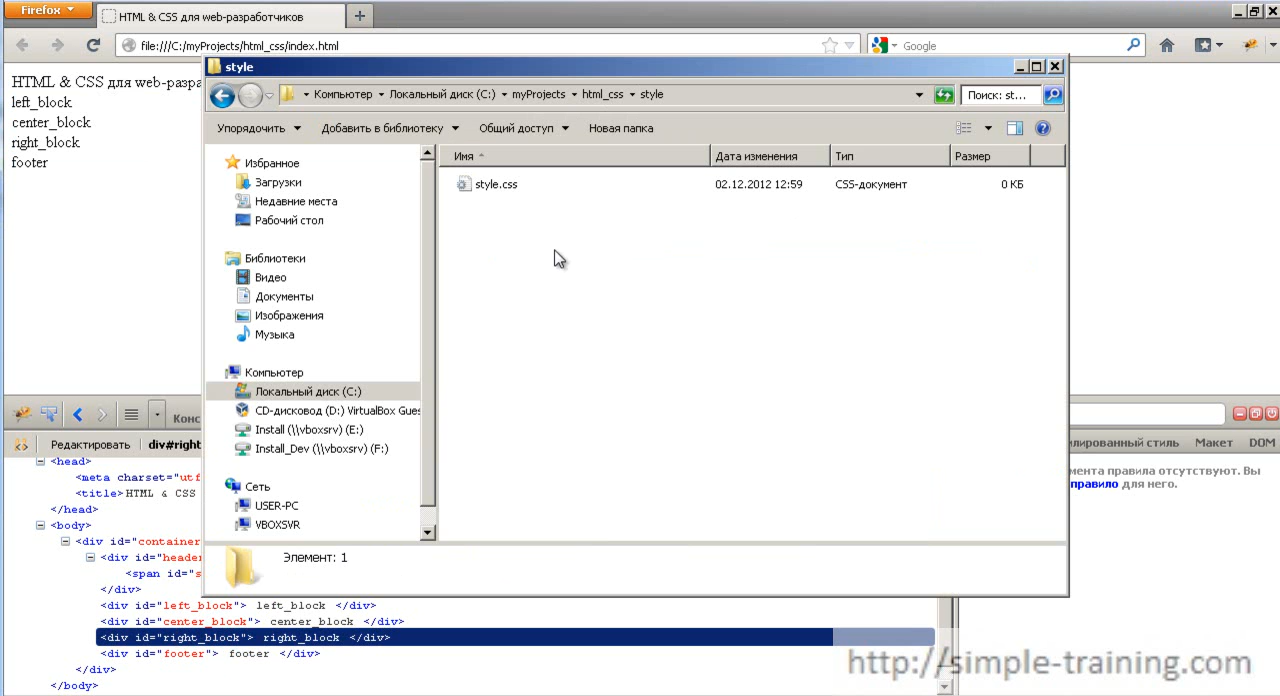 Firefox
HTML & CSS для web-разработчиков
file:///C:/myProjects/html_css/index.html
Google
HTML & CSS для web-разра
left_block
center_block
right_block
footer
style
Компьютер
Локальный диск (C:)
myProjects
html_css
style
Поиск: st...
Упорядочить
Добавить в библиотеку
Общий доступ
Новая папка
Имя
Дата изменения
Тип
Размер
style.css
02.12.2012 12:59
CSS-документ
0 КБ
Избранное
Загрузки
Недавние места
Рабочий стол
Библиотеки
Видео
Документы
Изображения
Музыка
Компьютер
Локальный диск (C:)
CD-дисковод (D:) VirtualBox Gues
Install (\\vboxsrv) (E:)
Install_Dev (\\vboxsrv) (F:)
Сеть
USER-PC
VBOXSVR
Элемент: 1
Конс
Редактировать
div#right
илированный стиль
Макет
DOM
мента правила отсутствуют. Вы
правило для него.
<head>
<meta charset="utf
<title>HTML & CSS
</head>
<body>
<div id="container
<div id="header
<span id="s
</div>
<div id="left_block"> left_block </div>
<div id="center_block"> center_block </div>
<div id="right_block"> right_block </div>
<div id="footer"> footer </div>
</div>
</body>
http://simple-training.com